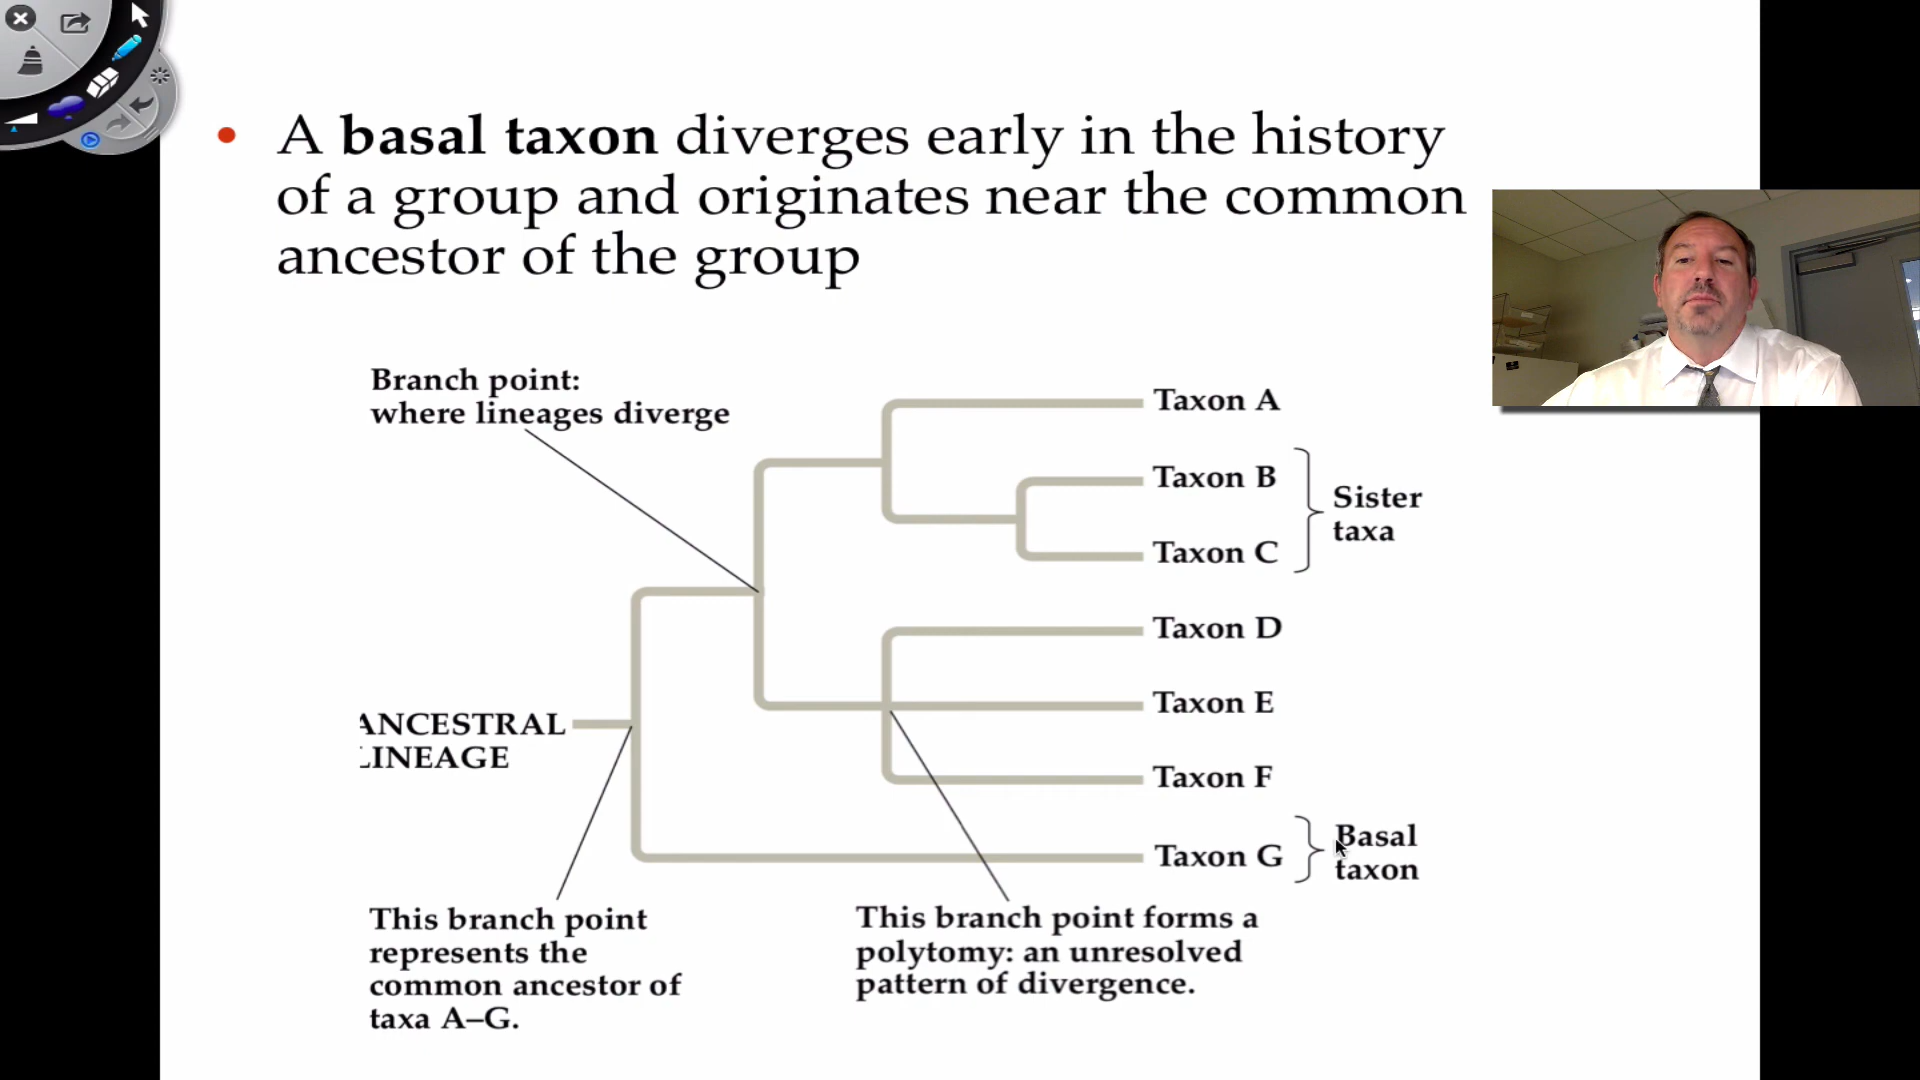 • A basal taxon diverges early in the history
of a group and originates near the common
ancestor of the group
Branch point:
where lineages diverge
Taxon A
Taxon B
Sister
taxa
Taxon C
Taxon D
Taxon E
ANCESTRAL
LINEAGE
Taxon F
Taxon G
Basal
taxon
This branch point
represents the
common ancestor of
taxa A–G.
This branch point forms a
polytomy: an unresolved
pattern of divergence.